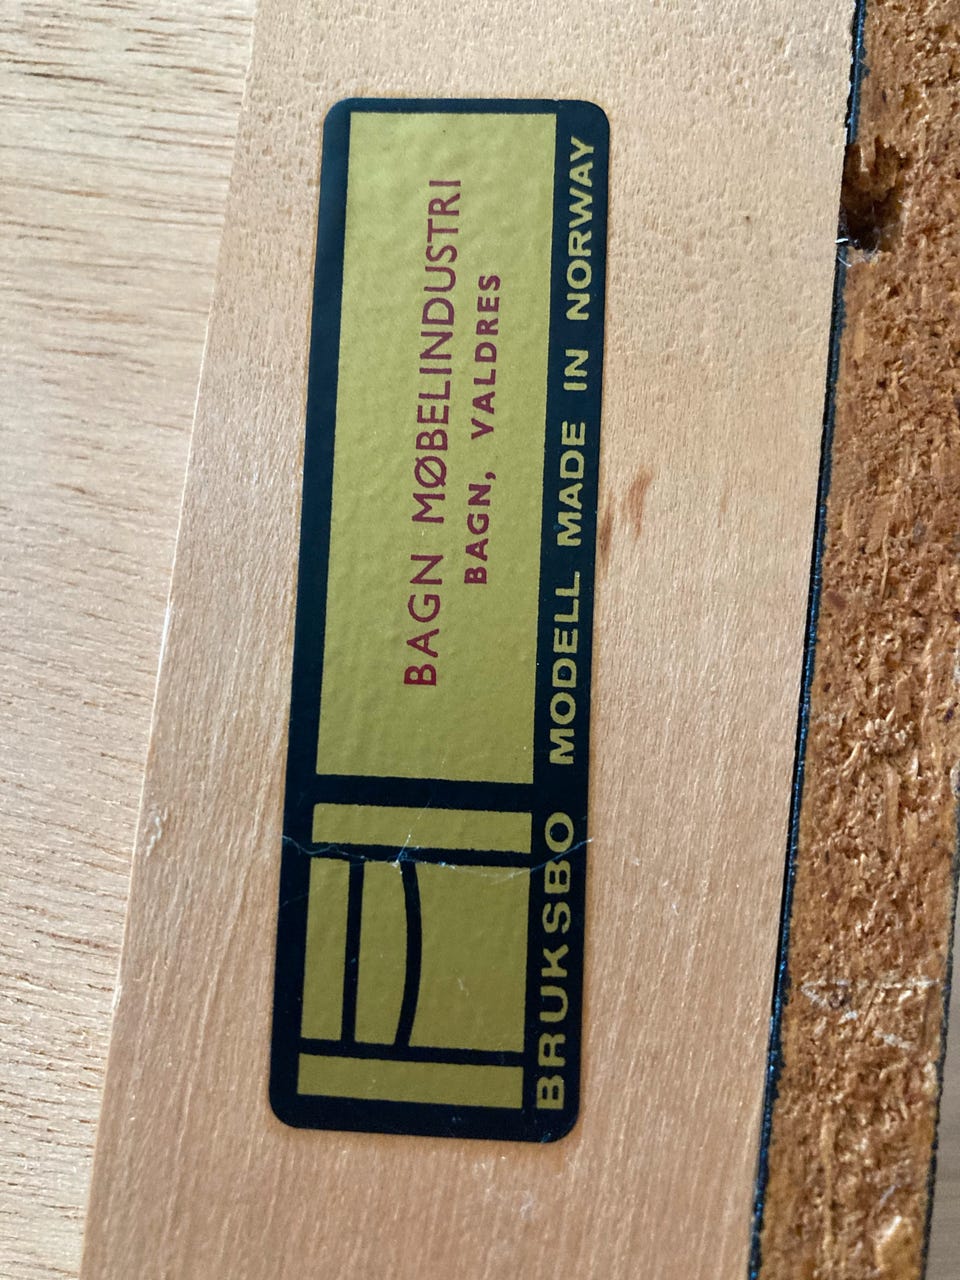 BAGN MØBELINDUSTRI
BAGN, VALDRES
BRUKSBO MODELL MADE IN NORWAY